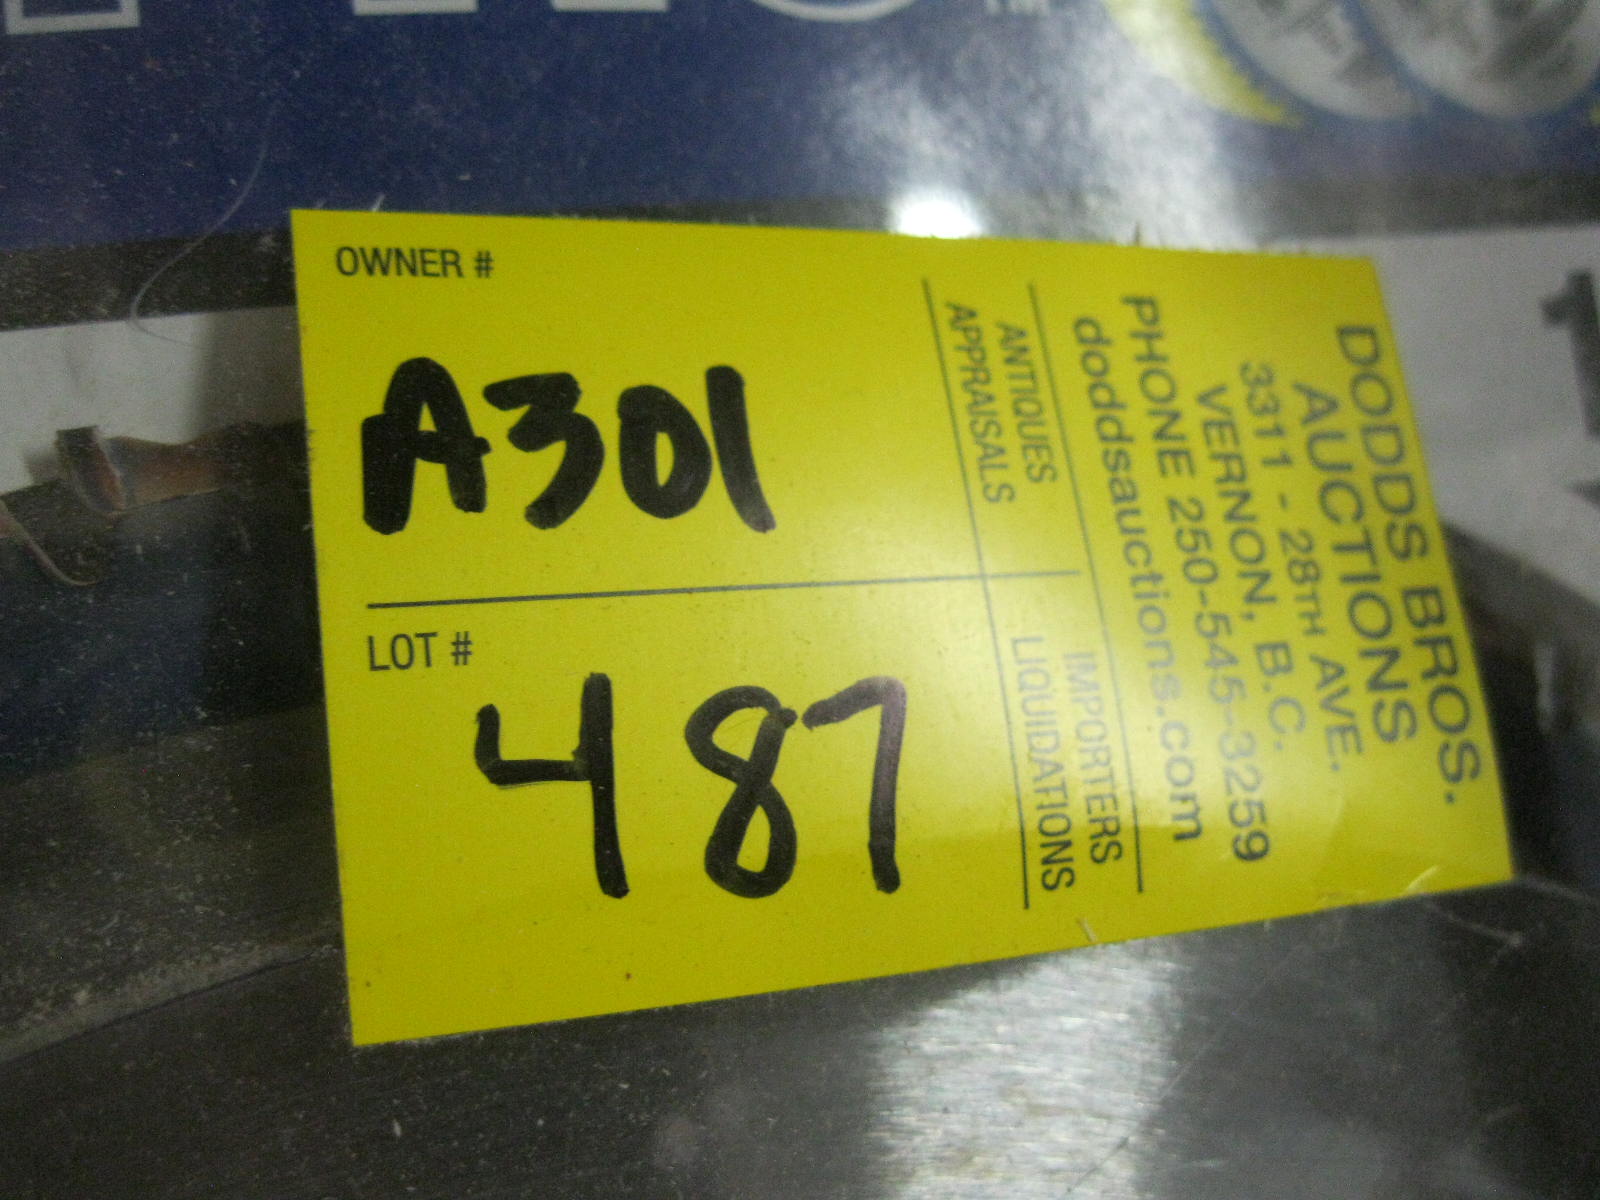 OWNER #
A301
LOT #
487
ANTIQUES
APPRAISALS
IMPORTERS
LIQUIDATIONS
DODDS BROS.
AUCTIONS
3311 - 28TH AVE.
VERNON, B.C.
PHONE 250-545-3259
doddsauctions.com
TM